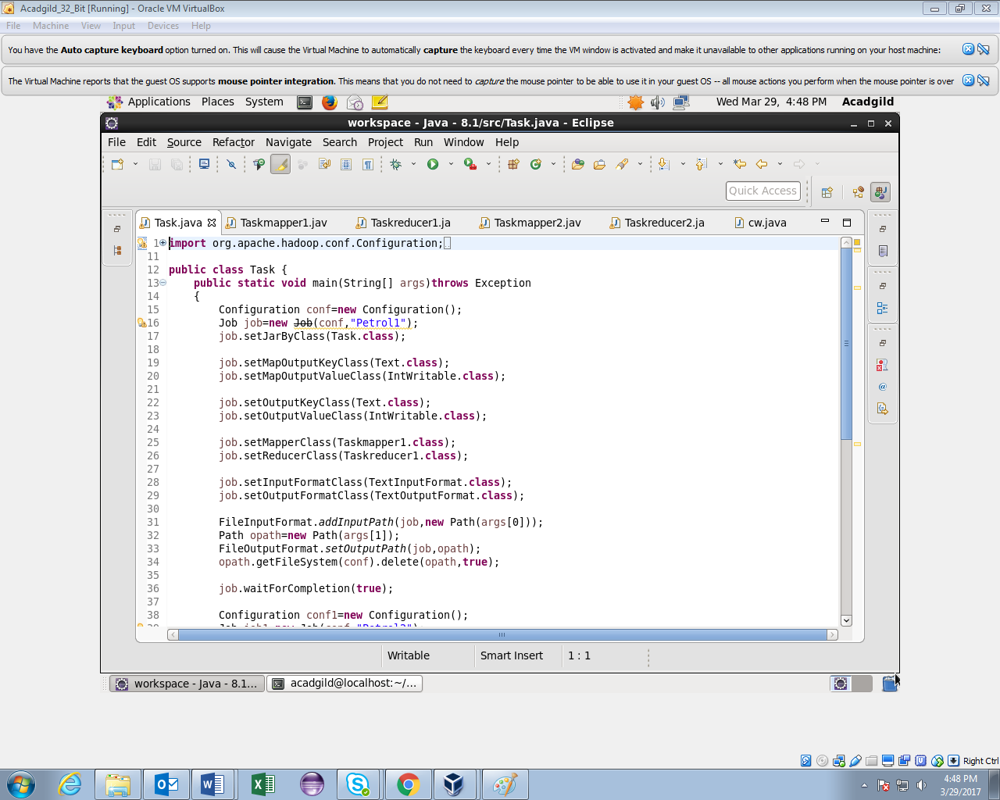 Acadgild_32_Bit [Running] - Oracle VM VirtualBox
File Machine View Input Devices Help
You have the Auto capture keyboard option turned on. This will cause the Virtual Machine to automatically capture the keyboard every time the VM window is activated and make it unavailable to other applications running on your host machine:
The Virtual Machine reports that the guest OS supports mouse pointer integration. This means that you do not need to capture the mouse pointer to be able to use it in your guest OS -- all mouse actions you perform when the mouse pointer is over
Applications Places System Wed Mar 29, 4:48 PM Acadgild
workspace - Java - 8.1/src/Task.java - Eclipse
File Edit Source Refactor Navigate Search Project Run Window Help
Quick Access
Task.java Taskmapper1.jav Taskreducer1.ja Taskmapper2.jav Taskreducer2.ja cw.java
1 import org.apache.hadoop.conf.Configuration;
11
12 public class Task {
13 public static void main(String[] args)throws Exception
14 {
15 Configuration conf=new Configuration();
16 Job job=new Job(conf,"Petrol1");
17 job.setJarByClass(Task.class);
18
19 job.setMapOutputKeyClass(Text.class);
20 job.setMapOutputValueClass(IntWritable.class);
21
22 job.setOutputKeyClass(Text.class);
23 job.setOutputValueClass(IntWritable.class);
24
25 job.setMapperClass(Taskmapper1.class);
26 job.setReducerClass(Taskreducer1.class);
27
28 job.setInputFormatClass(TextInputFormat.class);
29 job.setOutputFormatClass(TextOutputFormat.class);
30
31 FileInputFormat.addInputPath(job,new Path(args[0]));
32 Path opath=new Path(args[1]);
33 FileOutputFormat.setOutputPath(job,opath);
34 opath.getFileSystem(conf).delete(opath,true);
35
36 job.waitForCompletion(true);
37
38 Configuration conf1=new Configuration();
Writable Smart Insert 1 : 1
workspace - Java - 8.1... acadgild@localhost:~/...
Right Ctrl
4:48 PM
3/29/2017